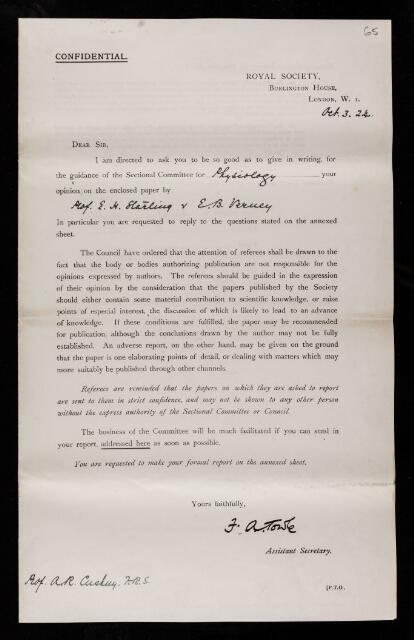 65
CONFIDENTIAL.
ROYAL SOCIETY,
BURLINGTON HOUSE,
LONDON, W. 1.
Oct. 3. 24.
DEAR SIR,
I am directed to ask you to be so good as to give in writing, for
the guidance of the Sectional Committee for Physiology your
opinion on the enclosed paper by
Prof. E. H. Starling & E. B. Verney
In particular you are requested to reply to the questions stated on the annexed
sheet.
The Council have ordered that the attention of referees shall be drawn to the
fact that the body or bodies authorizing publication are not responsible for the
opinions expressed by authors. The referees should be guided in the expression
of their opinion by the consideration that the papers published by the Society
should either contain some material contribution to scientific knowledge, or raise
points of especial interest, the discussion of which is likely to lead to an advance
of knowledge. If these conditions are fulfilled, the paper may be recommended
for publication, although the conclusions drawn by the author may not be fully
established. An adverse report, on the other hand, may be given on the ground
that the paper is one elaborating points of detail, or dealing with matters which may
more suitably be published through other channels.
Referees are reminded that the papers on which they are asked to report
are sent to them in strict confidence, and may not be shown to any other person
without the express authority of the Sectional Committee or Council.
The business of the Committee will be much facilitated if you can send in
your report, addressed here as soon as possible.
You are requested to make your formal report on the annexed sheet.
Yours faithfully,
F. A. Towle
Assistant Secretary.
Prof. A. R. Cushny, F.R.S.
[P.T.O.